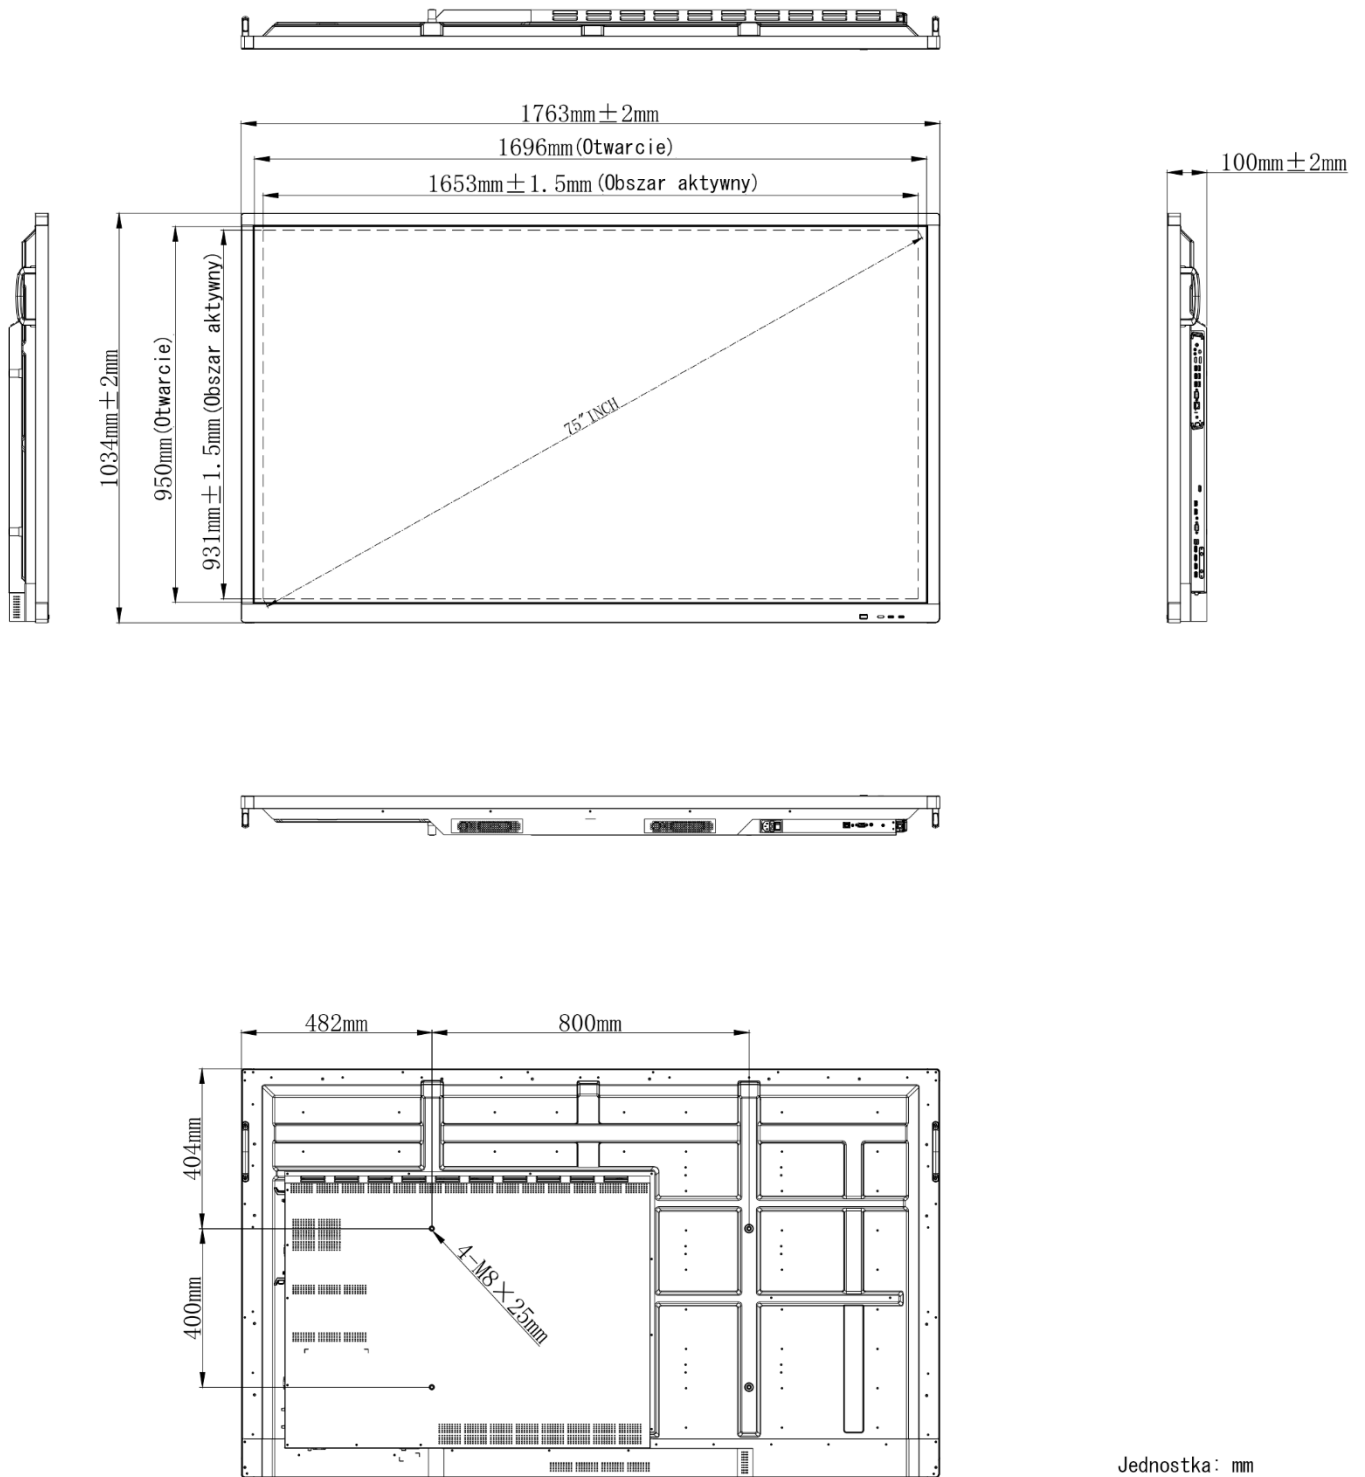 1763mm±2mm
1696mm(Otwarcie)
1653mm±1.5mm(Obszar aktywny)
100mm±2mm
1034mm±2mm
950mm(Otwarcie)
931mm±1.5mm(Obszar aktywny)
75″INCH
482mm
800mm
404mm
400mm
4-M8×25mm
Jednostka: mm